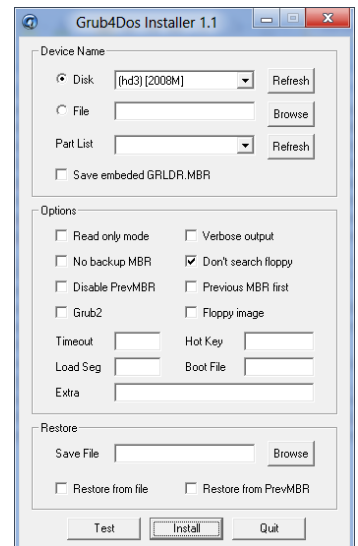 Grub4Dos Installer 1.1
Device Name
Disk (hd3) [2008M] Refresh
File Browse
Part List Refresh
Save embeded GRLDR.MBR
Options
Read only mode Verbose output
No backup MBR Don't search floppy
Disable PrevMBR Previous MBR first
Grub2 Floppy image
Timeout Hot Key
Load Seg Boot File
Extra
Restore
Save File Browse
Restore from file Restore from PrevMBR
Test Install Quit